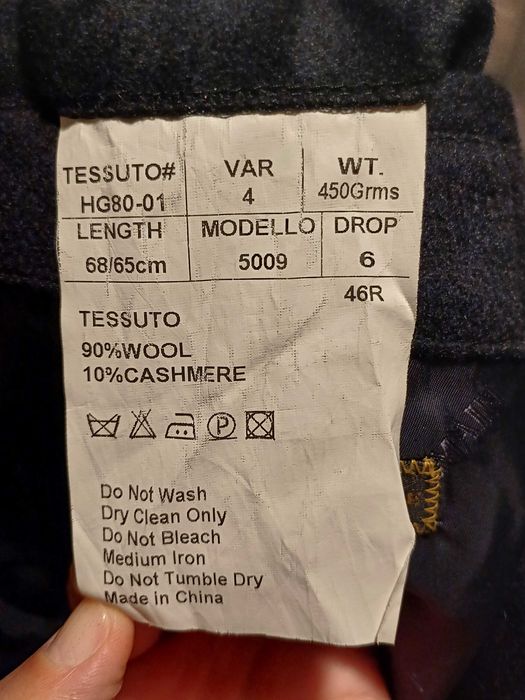 TESSUTO# VAR WT.
HG80-01 4 450Grms
LENGTH MODELLO DROP
68/65cm 5009 6
46R
TESSUTO
90%WOOL
10%CASHMERE
P
Do Not Wash
Dry Clean Only
Do Not Bleach
Medium Iron
Do Not Tumble Dry
Made in China